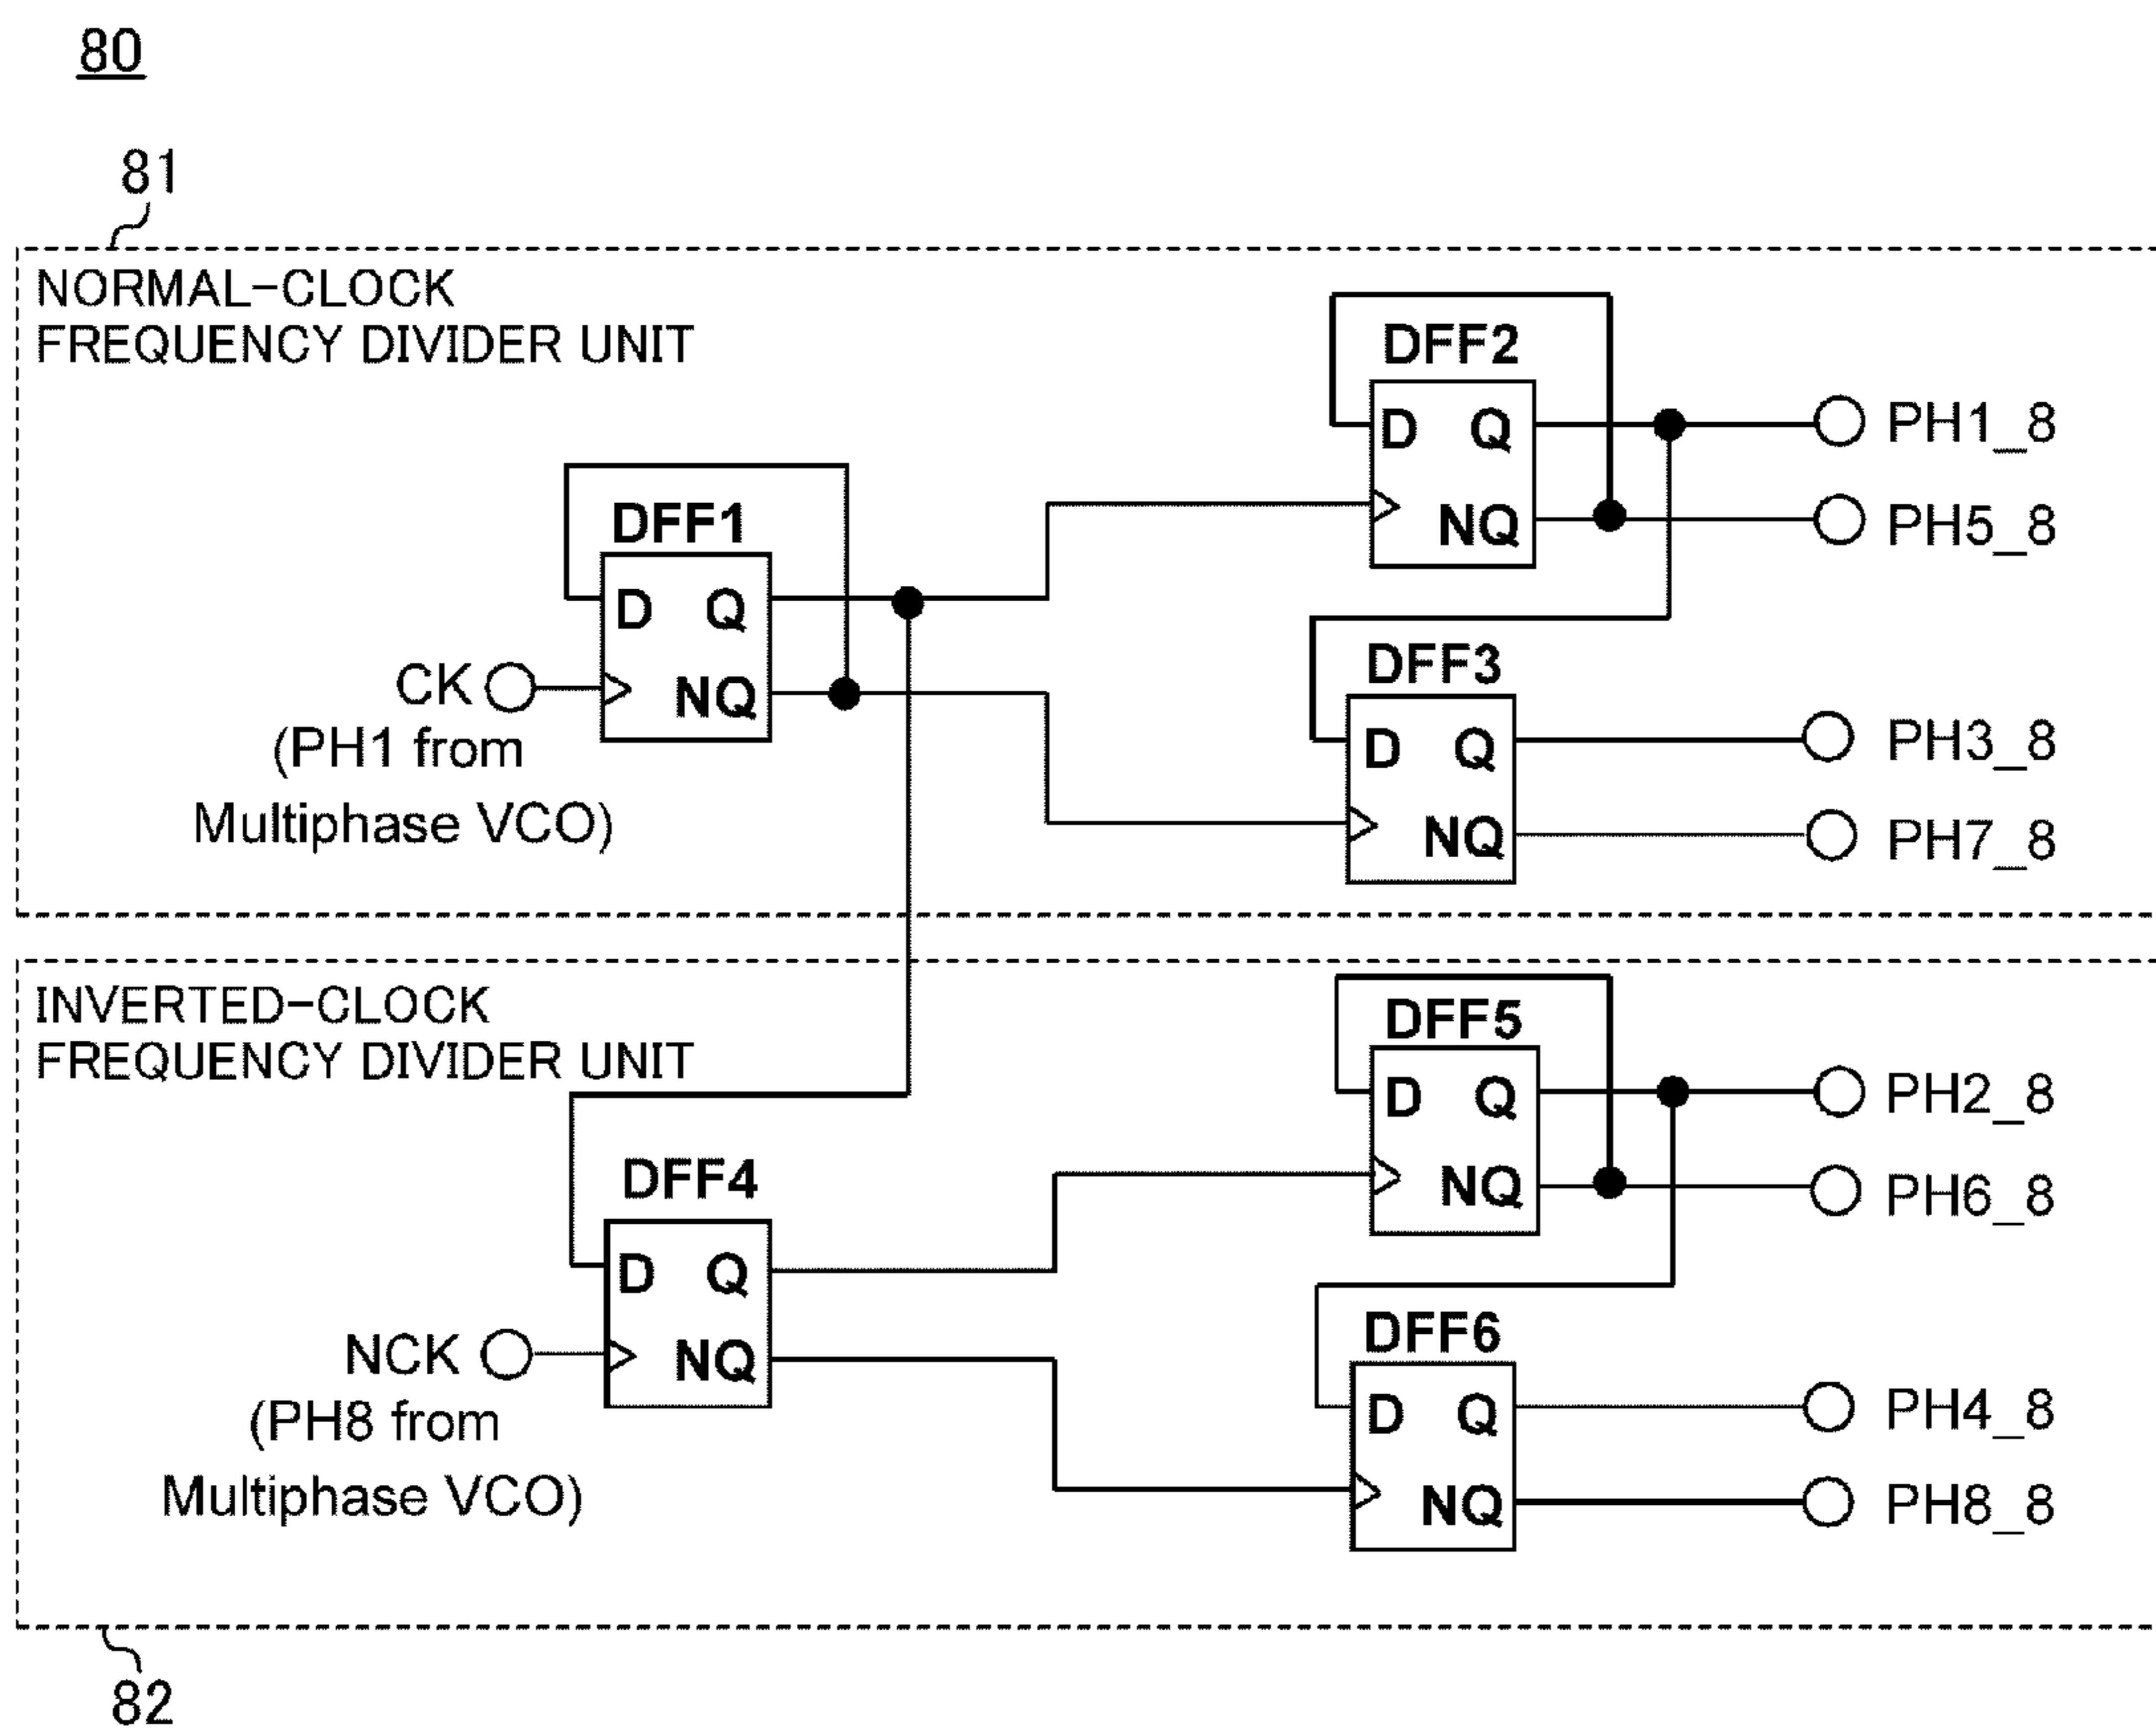 80
81
NORMAL-CLOCK
FREQUENCY DIVIDER UNIT
DFF2
D Q
NQ
PH1_8
PH5_8
DFF1
D Q
NQ
CK
(PH1 from
Multiphase VCO)
DFF3
D Q
NQ
PH3_8
PH7_8
INVERTED-CLOCK
FREQUENCY DIVIDER UNIT
DFF5
D Q
NQ
PH2_8
PH6_8
DFF4
D Q
NQ
NCK
(PH8 from
Multiphase VCO)
DFF6
D Q
NQ
PH4_8
PH8_8
82